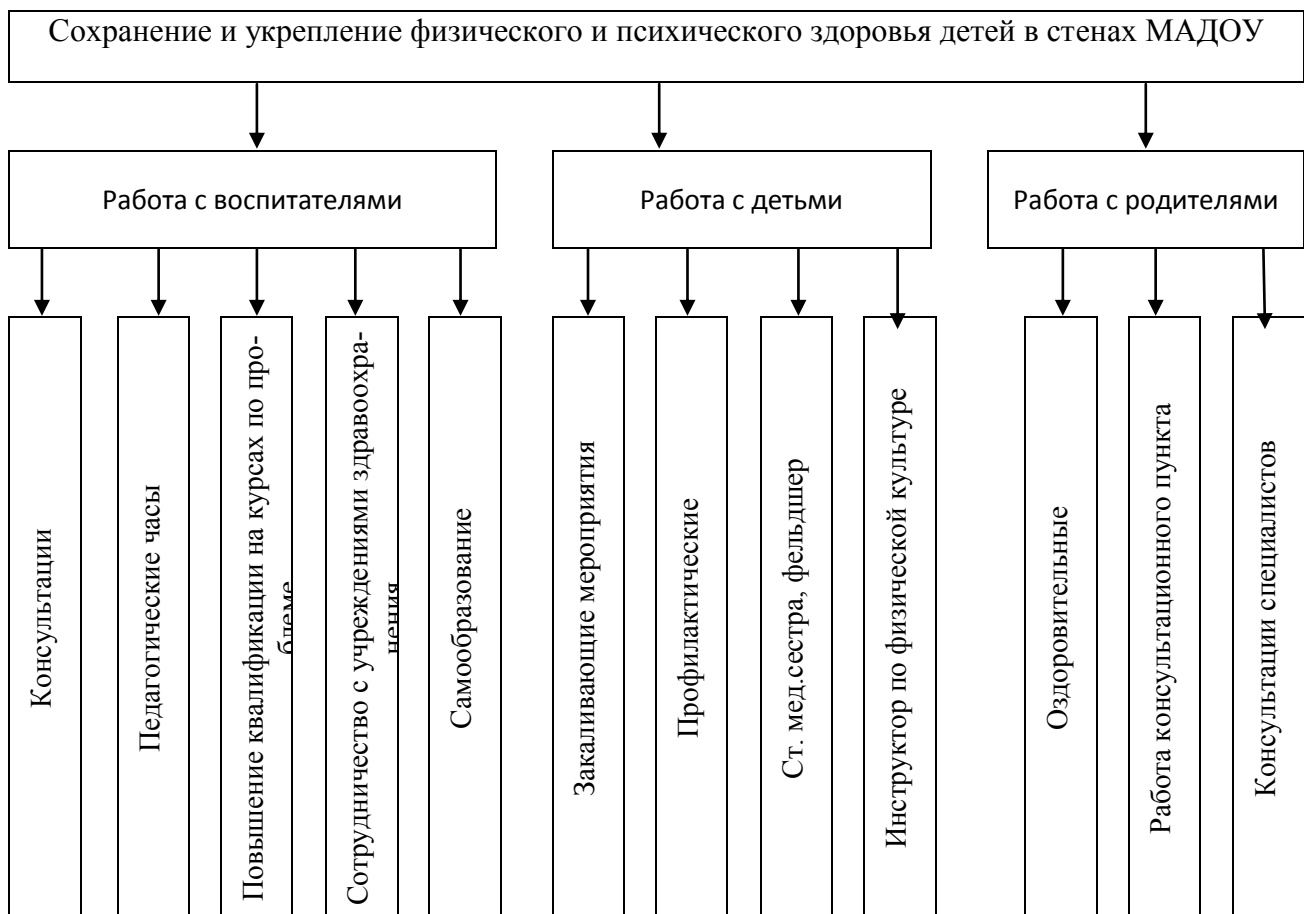 Сохранение и укрепление физического и психического здоровья детей в стенах МАДОУ
Работа с воспитателями
Работа с детьми
Работа с родителями
Консультации
Педагогические часы
Повышение квалификации на курсах по про-
блеме
Сотрудничество с учреждениями здравоохра-
нения
Самообразование
Закаливающие мероприятия
Профилактические
Ст. мед.сестра, фельдшер
Инструктор по физической культуре
Оздоровительные
Работа консультационного пункта
Консультации специалистов